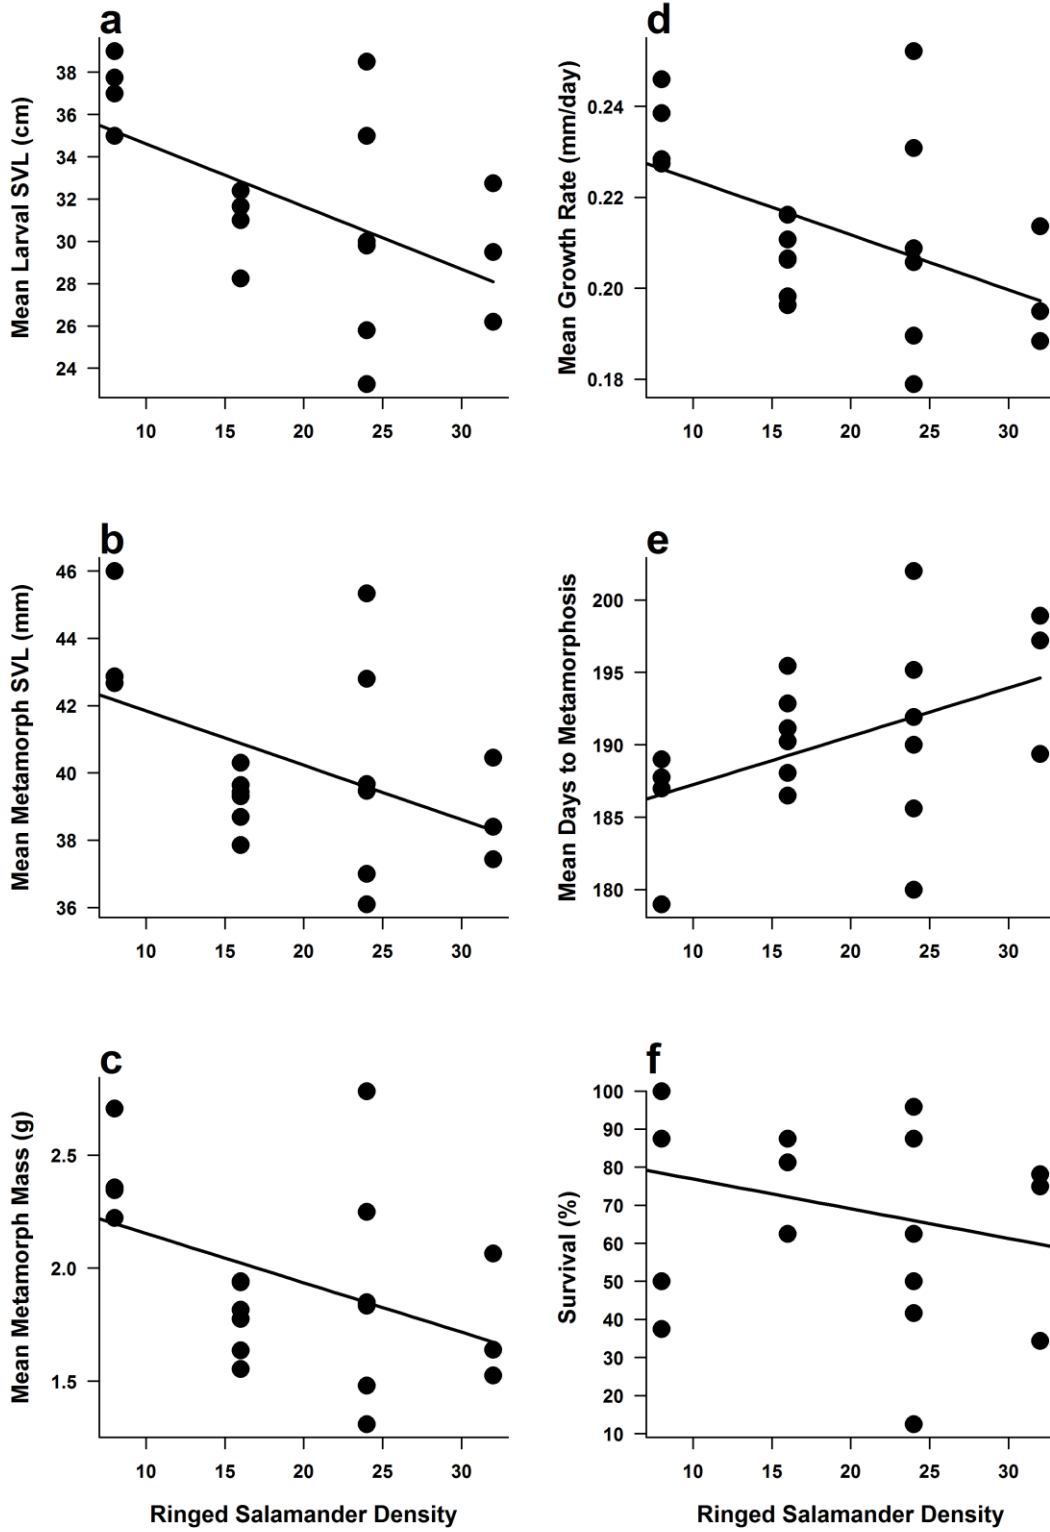 a
Mean Larval SVL (cm)
38
36
34
32
30
28
26
24
10 15 20 25 30
d
Mean Growth Rate (mm/day)
0.24
0.22
0.20
0.18
10 15 20 25 30
b
Mean Metamorph SVL (mm)
46
44
42
40
38
36
10 15 20 25 30
e
Mean Days to Metamorphosis
200
195
190
185
180
10 15 20 25 30
c
Mean Metamorph Mass (g)
2.5
2.0
1.5
10 15 20 25 30
Ringed Salamander Density
f
Survival (%)
100
90
80
70
60
50
40
30
20
10
10 15 20 25 30
Ringed Salamander Density